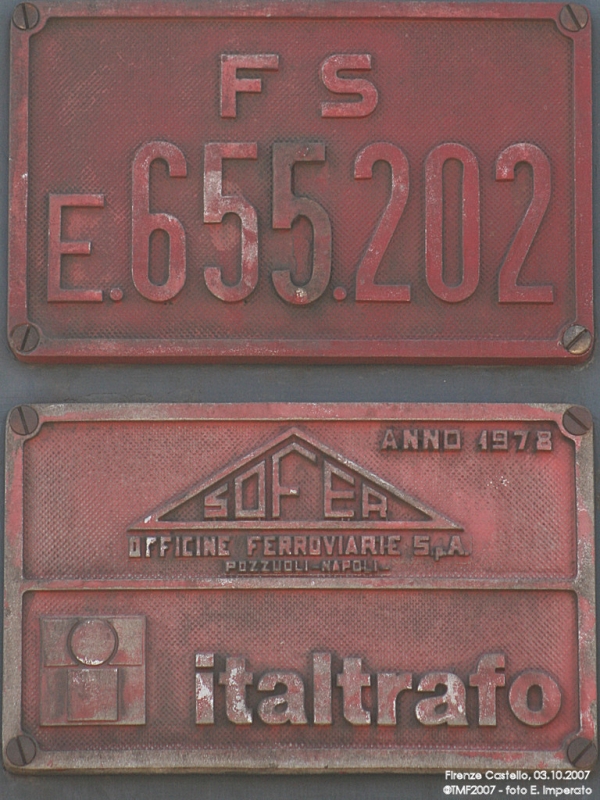 F S
E.655.202
ANNO 1978
SOFER
OFFICINE FERROVIARIE S.p.A.
POZZUOLI-NAPOLI-
italtrafo
Firenze Castello, 03.10.2007
©TMF2007 - foto E. Imperato